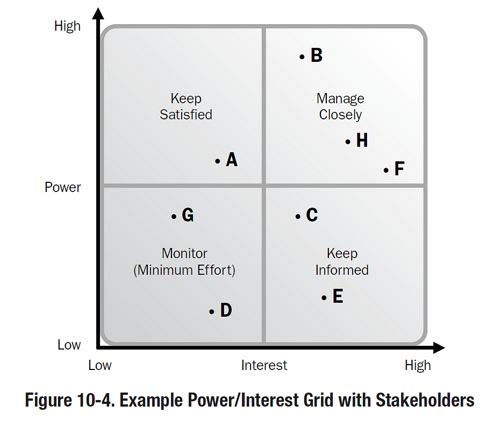 High
B
Keep
Satisfied
Manage
Closely
H
A
F
Power
G
C
Monitor
(Minimum Effort)
Keep
Informed
E
D
Low
Low
Interest
High
Figure 10-4. Example Power/Interest Grid with Stakeholders